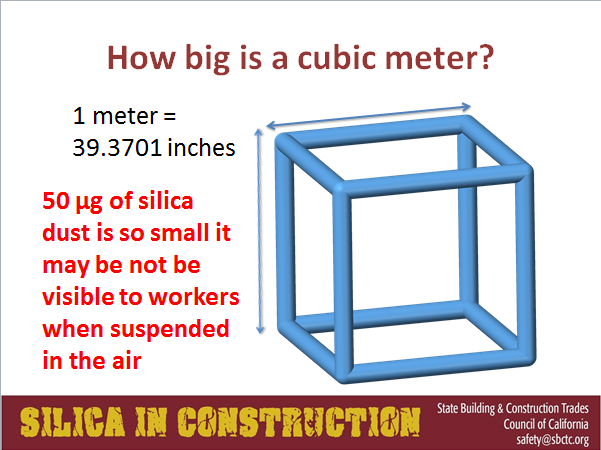 How big is a cubic meter?
1 meter =
39.3701 inches
50 µg of silica
dust is so small it
may be not be
visible to workers
when suspended
in the air
SILICA IN CONSTRUCTION
State Building & Construction Trades
Council of California
safety@sbctc.org